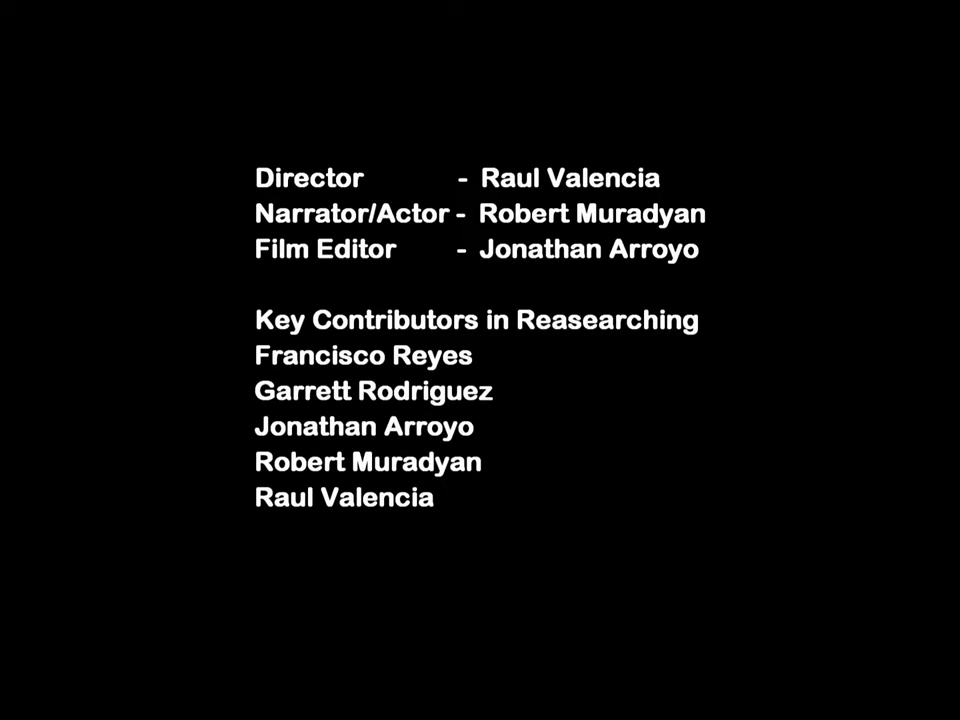 Director - Raul Valencia
Narrator/Actor - Robert Muradyan
Film Editor - Jonathan Arroyo
Key Contributors in Reasearching
Francisco Reyes
Garrett Rodriguez
Jonathan Arroyo
Robert Muradyan
Raul Valencia